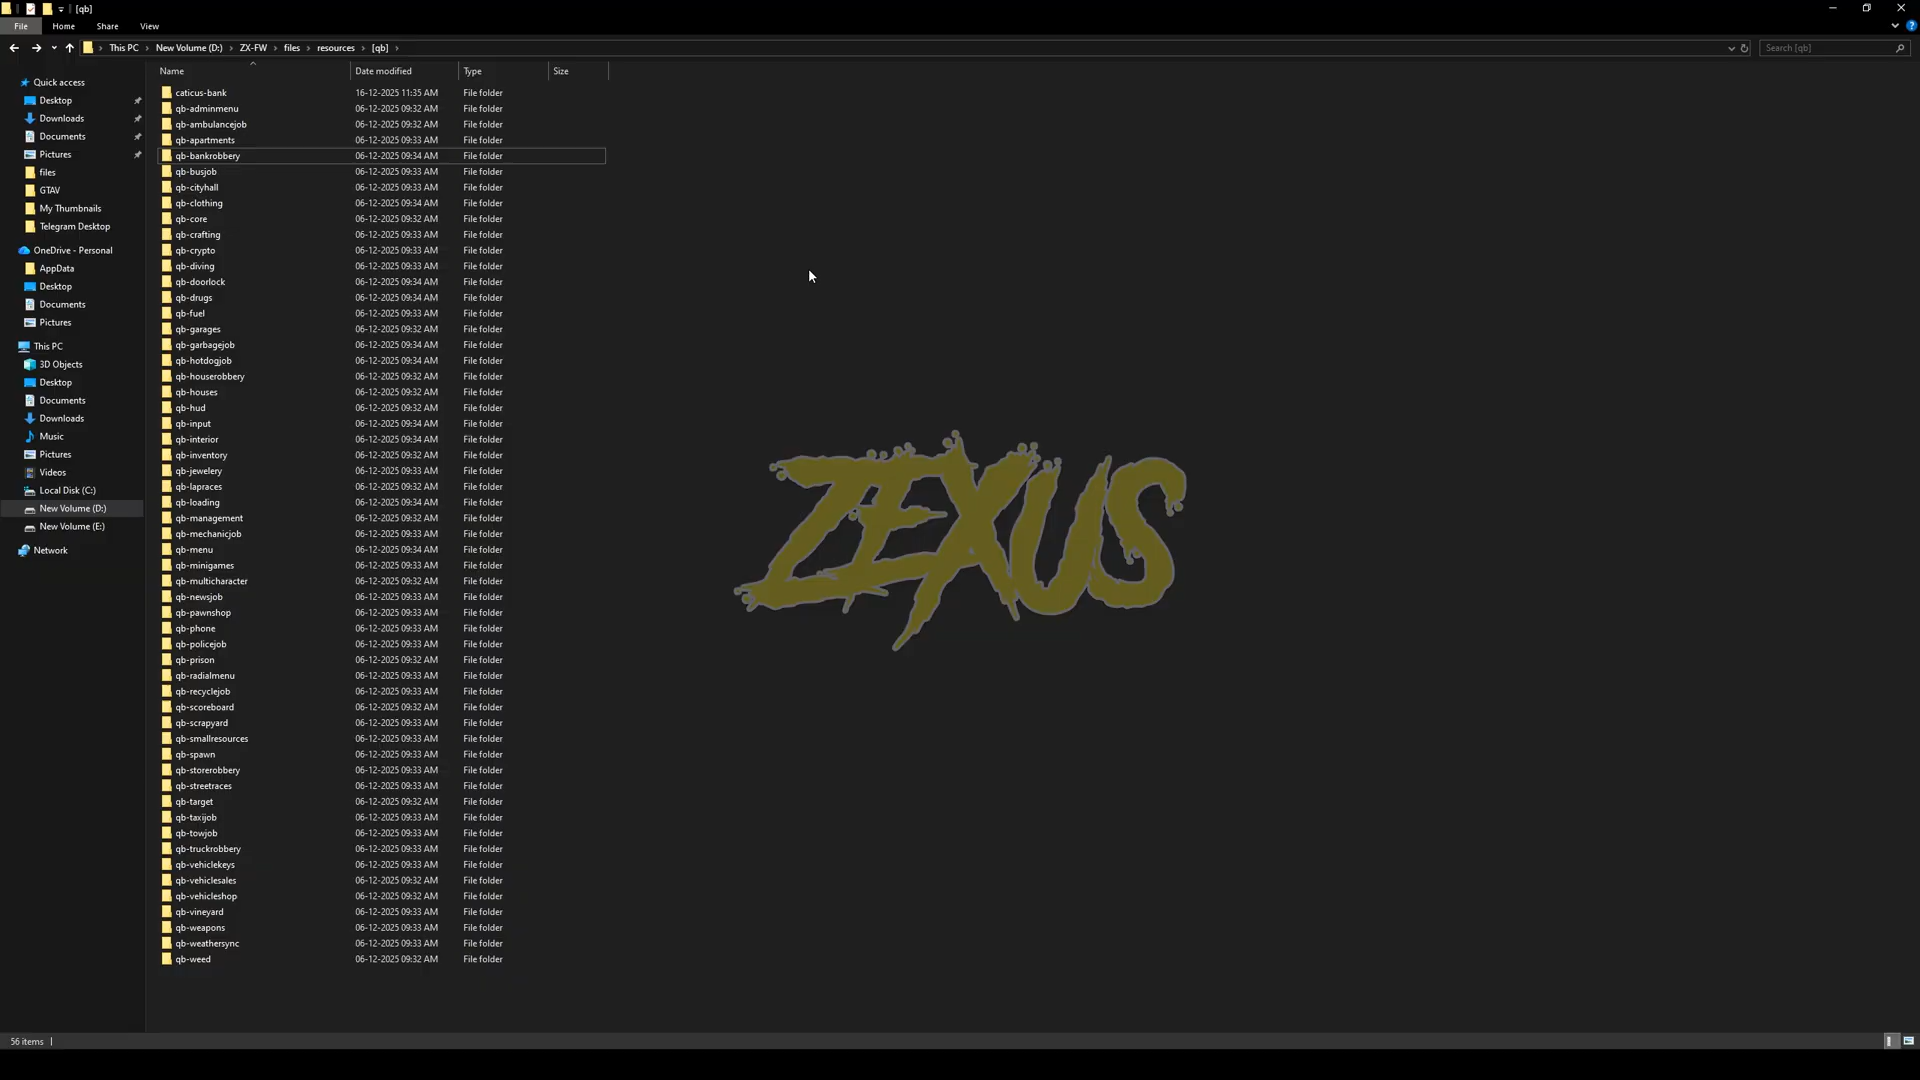 [qb]
File Home Share View
This PC New Volume (D:) ZX-FW files resources [qb] Search [qb]
Name Date modified Type Size
Quick access
Desktop
Downloads
Documents
Pictures
files
GTAV
My Thumbnails
Telegram Desktop
OneDrive - Personal
AppData
Desktop
Documents
Pictures
This PC
3D Objects
Desktop
Documents
Downloads
Music
Pictures
Videos
Local Disk (C:)
New Volume (D:)
New Volume (E:)
Network
caticus-bank 16-12-2025 11:35 AM File folder
qb-adminmenu 06-12-2025 09:32 AM File folder
qb-ambulancejob 06-12-2025 09:32 AM File folder
qb-apartments 06-12-2025 09:33 AM File folder
qb-bankrobbery 06-12-2025 09:34 AM File folder
qb-busjob 06-12-2025 09:33 AM File folder
qb-cityhall 06-12-2025 09:33 AM File folder
qb-clothing 06-12-2025 09:34 AM File folder
qb-core 06-12-2025 09:32 AM File folder
qb-crafting 06-12-2025 09:33 AM File folder
qb-crypto 06-12-2025 09:33 AM File folder
qb-diving 06-12-2025 09:33 AM File folder
qb-doorlock 06-12-2025 09:34 AM File folder
qb-drugs 06-12-2025 09:34 AM File folder
qb-fuel 06-12-2025 09:33 AM File folder
qb-garages 06-12-2025 09:32 AM File folder
qb-garbagejob 06-12-2025 09:34 AM File folder
qb-hotdogjob 06-12-2025 09:34 AM File folder
qb-houserobbery 06-12-2025 09:32 AM File folder
qb-houses 06-12-2025 09:32 AM File folder
qb-hud 06-12-2025 09:32 AM File folder
qb-input 06-12-2025 09:34 AM File folder
qb-interior 06-12-2025 09:34 AM File folder
qb-inventory 06-12-2025 09:32 AM File folder
qb-jewelery 06-12-2025 09:33 AM File folder
qb-lapraces 06-12-2025 09:32 AM File folder
qb-loading 06-12-2025 09:34 AM File folder
qb-management 06-12-2025 09:32 AM File folder
qb-mechanicjob 06-12-2025 09:33 AM File folder
qb-menu 06-12-2025 09:34 AM File folder
qb-minigames 06-12-2025 09:33 AM File folder
qb-multicharacter 06-12-2025 09:32 AM File folder
qb-newsjob 06-12-2025 09:33 AM File folder
qb-pawnshop 06-12-2025 09:33 AM File folder
qb-phone 06-12-2025 09:33 AM File folder
qb-policejob 06-12-2025 09:33 AM File folder
qb-prison 06-12-2025 09:32 AM File folder
qb-radialmenu 06-12-2025 09:33 AM File folder
qb-recyclejob 06-12-2025 09:33 AM File folder
qb-scoreboard 06-12-2025 09:32 AM File folder
qb-scrapyard 06-12-2025 09:33 AM File folder
qb-smallresources 06-12-2025 09:33 AM File folder
qb-spawn 06-12-2025 09:33 AM File folder
qb-storerobbery 06-12-2025 09:33 AM File folder
qb-streetraces 06-12-2025 09:33 AM File folder
qb-target 06-12-2025 09:32 AM File folder
qb-taxijob 06-12-2025 09:33 AM File folder
qb-towjob 06-12-2025 09:33 AM File folder
qb-truckrobbery 06-12-2025 09:33 AM File folder
qb-vehiclekeys 06-12-2025 09:33 AM File folder
qb-vehiclesales 06-12-2025 09:32 AM File folder
qb-vehicleshop 06-12-2025 09:32 AM File folder
qb-vineyard 06-12-2025 09:33 AM File folder
qb-weapons 06-12-2025 09:33 AM File folder
qb-weathersync 06-12-2025 09:33 AM File folder
qb-weed 06-12-2025 09:32 AM File folder
ZEXUS
56 items